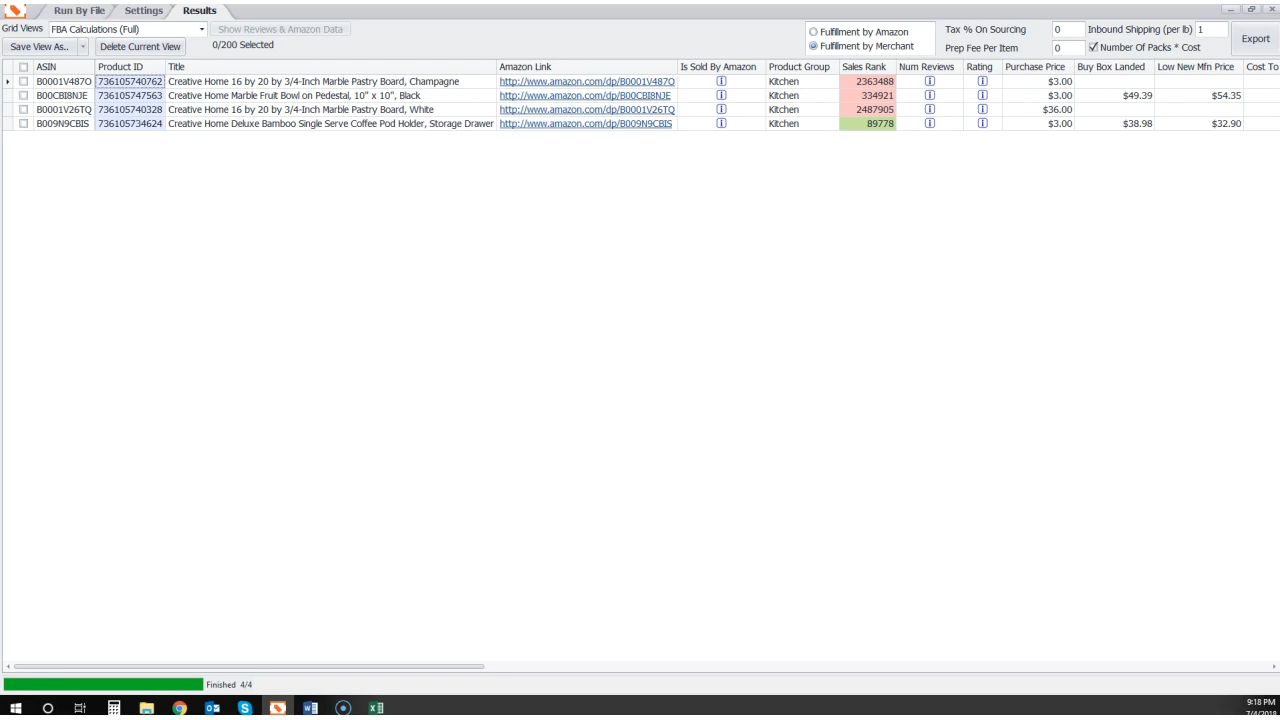 Run By File Settings Results
Grid Views FBA Calculations (Full) Show Reviews & Amazon Data Fulfillment by Amazon Tax % On Sourcing 0 Inbound Shipping (per lb) 1 Export
Save View As.. Delete Current View 0/200 Selected Fulfillment by Merchant Prep Fee Per Item 0 Number Of Packs * Cost
ASIN Product ID Title Amazon Link Is Sold By Amazon Product Group Sales Rank Num Reviews Rating Purchase Price Buy Box Landed Low New Mfn Price Cost To
B0001V487O 736105740762 Creative Home 16 by 20 by 3/4-Inch Marble Pastry Board, Champagne http://www.amazon.com/dp/B0001V487O i Kitchen 2363488 i i $3.00
B00CBI8NJE 736105747563 Creative Home Marble Fruit Bowl on Pedestal, 10" x 10", Black http://www.amazon.com/dp/B00CBI8NJE i Kitchen 334921 i i $3.00 $49.39 $54.35
B0001V26TQ 736105740328 Creative Home 16 by 20 by 3/4-Inch Marble Pastry Board, White http://www.amazon.com/dp/B0001V26TQ i Kitchen 2487905 i i $36.00
B009N9CBIS 736105734624 Creative Home Deluxe Bamboo Single Serve Coffee Pod Holder, Storage Drawer http://www.amazon.com/dp/B009N9CBIS i Kitchen 89778 i i $3.00 $38.98 $32.90
Finished 4/4
9:18 PM
7/4/2018